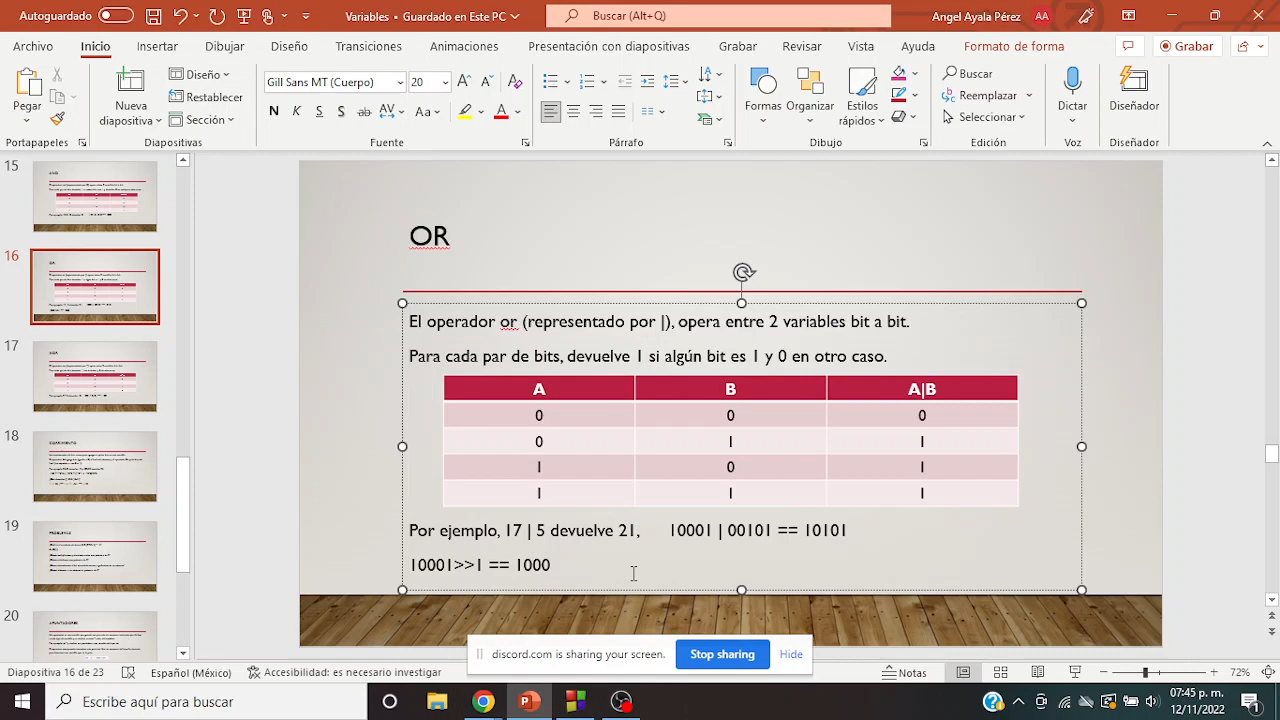 Autoguardado
Variables • Guardado en Este PC
Buscar (Alt+Q)
Angel Ayala Pérez
AA
Archivo
Inicio
Insertar
Dibujar
Diseño
Transiciones
Animaciones
Presentación con diapositivas
Grabar
Revisar
Vista
Ayuda
Formato de forma
Grabar
Pegar
Nueva
diapositiva
Diseño
Restablecer
Sección
Gill Sans MT (Cuerpo)
20
N K S S ab AV Aa A
Formas
Organizar
Estilos
rápidos
Buscar
Reemplazar
Seleccionar
Dictar
Diseñador
Portapapeles
Diapositivas
Fuente
Párrafo
Dibujo
Edición
Voz
Diseñador
15
16
17
18
19
20
OR
El operador or (representado por |), opera entre 2 variables bit a bit.
Para cada par de bits, devuelve 1 si algún bit es 1 y 0 en otro caso.
A B A|B
0 0 0
0 1 1
1 0 1
1 1 1
Por ejemplo, 17 | 5 devuelve 21, 10001 | 00101 == 10101
10001>>1 == 1000
discord.com is sharing your screen.
Stop sharing
Hide
Diapositiva 16 de 23
Español (México)
Accesibilidad: es necesario investigar
Notas
72%
Escribe aquí para buscar
07:45 p. m.
12/11/2022